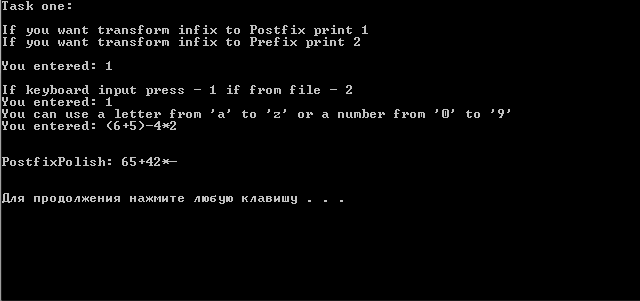 Task one:
If you want transform infix to Postfix print 1
If you want transform infix to Prefix print 2
You entered: 1
If keyboard input press - 1 if from file - 2
You entered: 1
You can use a letter from 'a' to 'z' or a number from '0' to '9'
You entered: (6+5)-4*2
PostfixPolish: 65+42*-
Для продолжения нажмите любую клавишу . . .